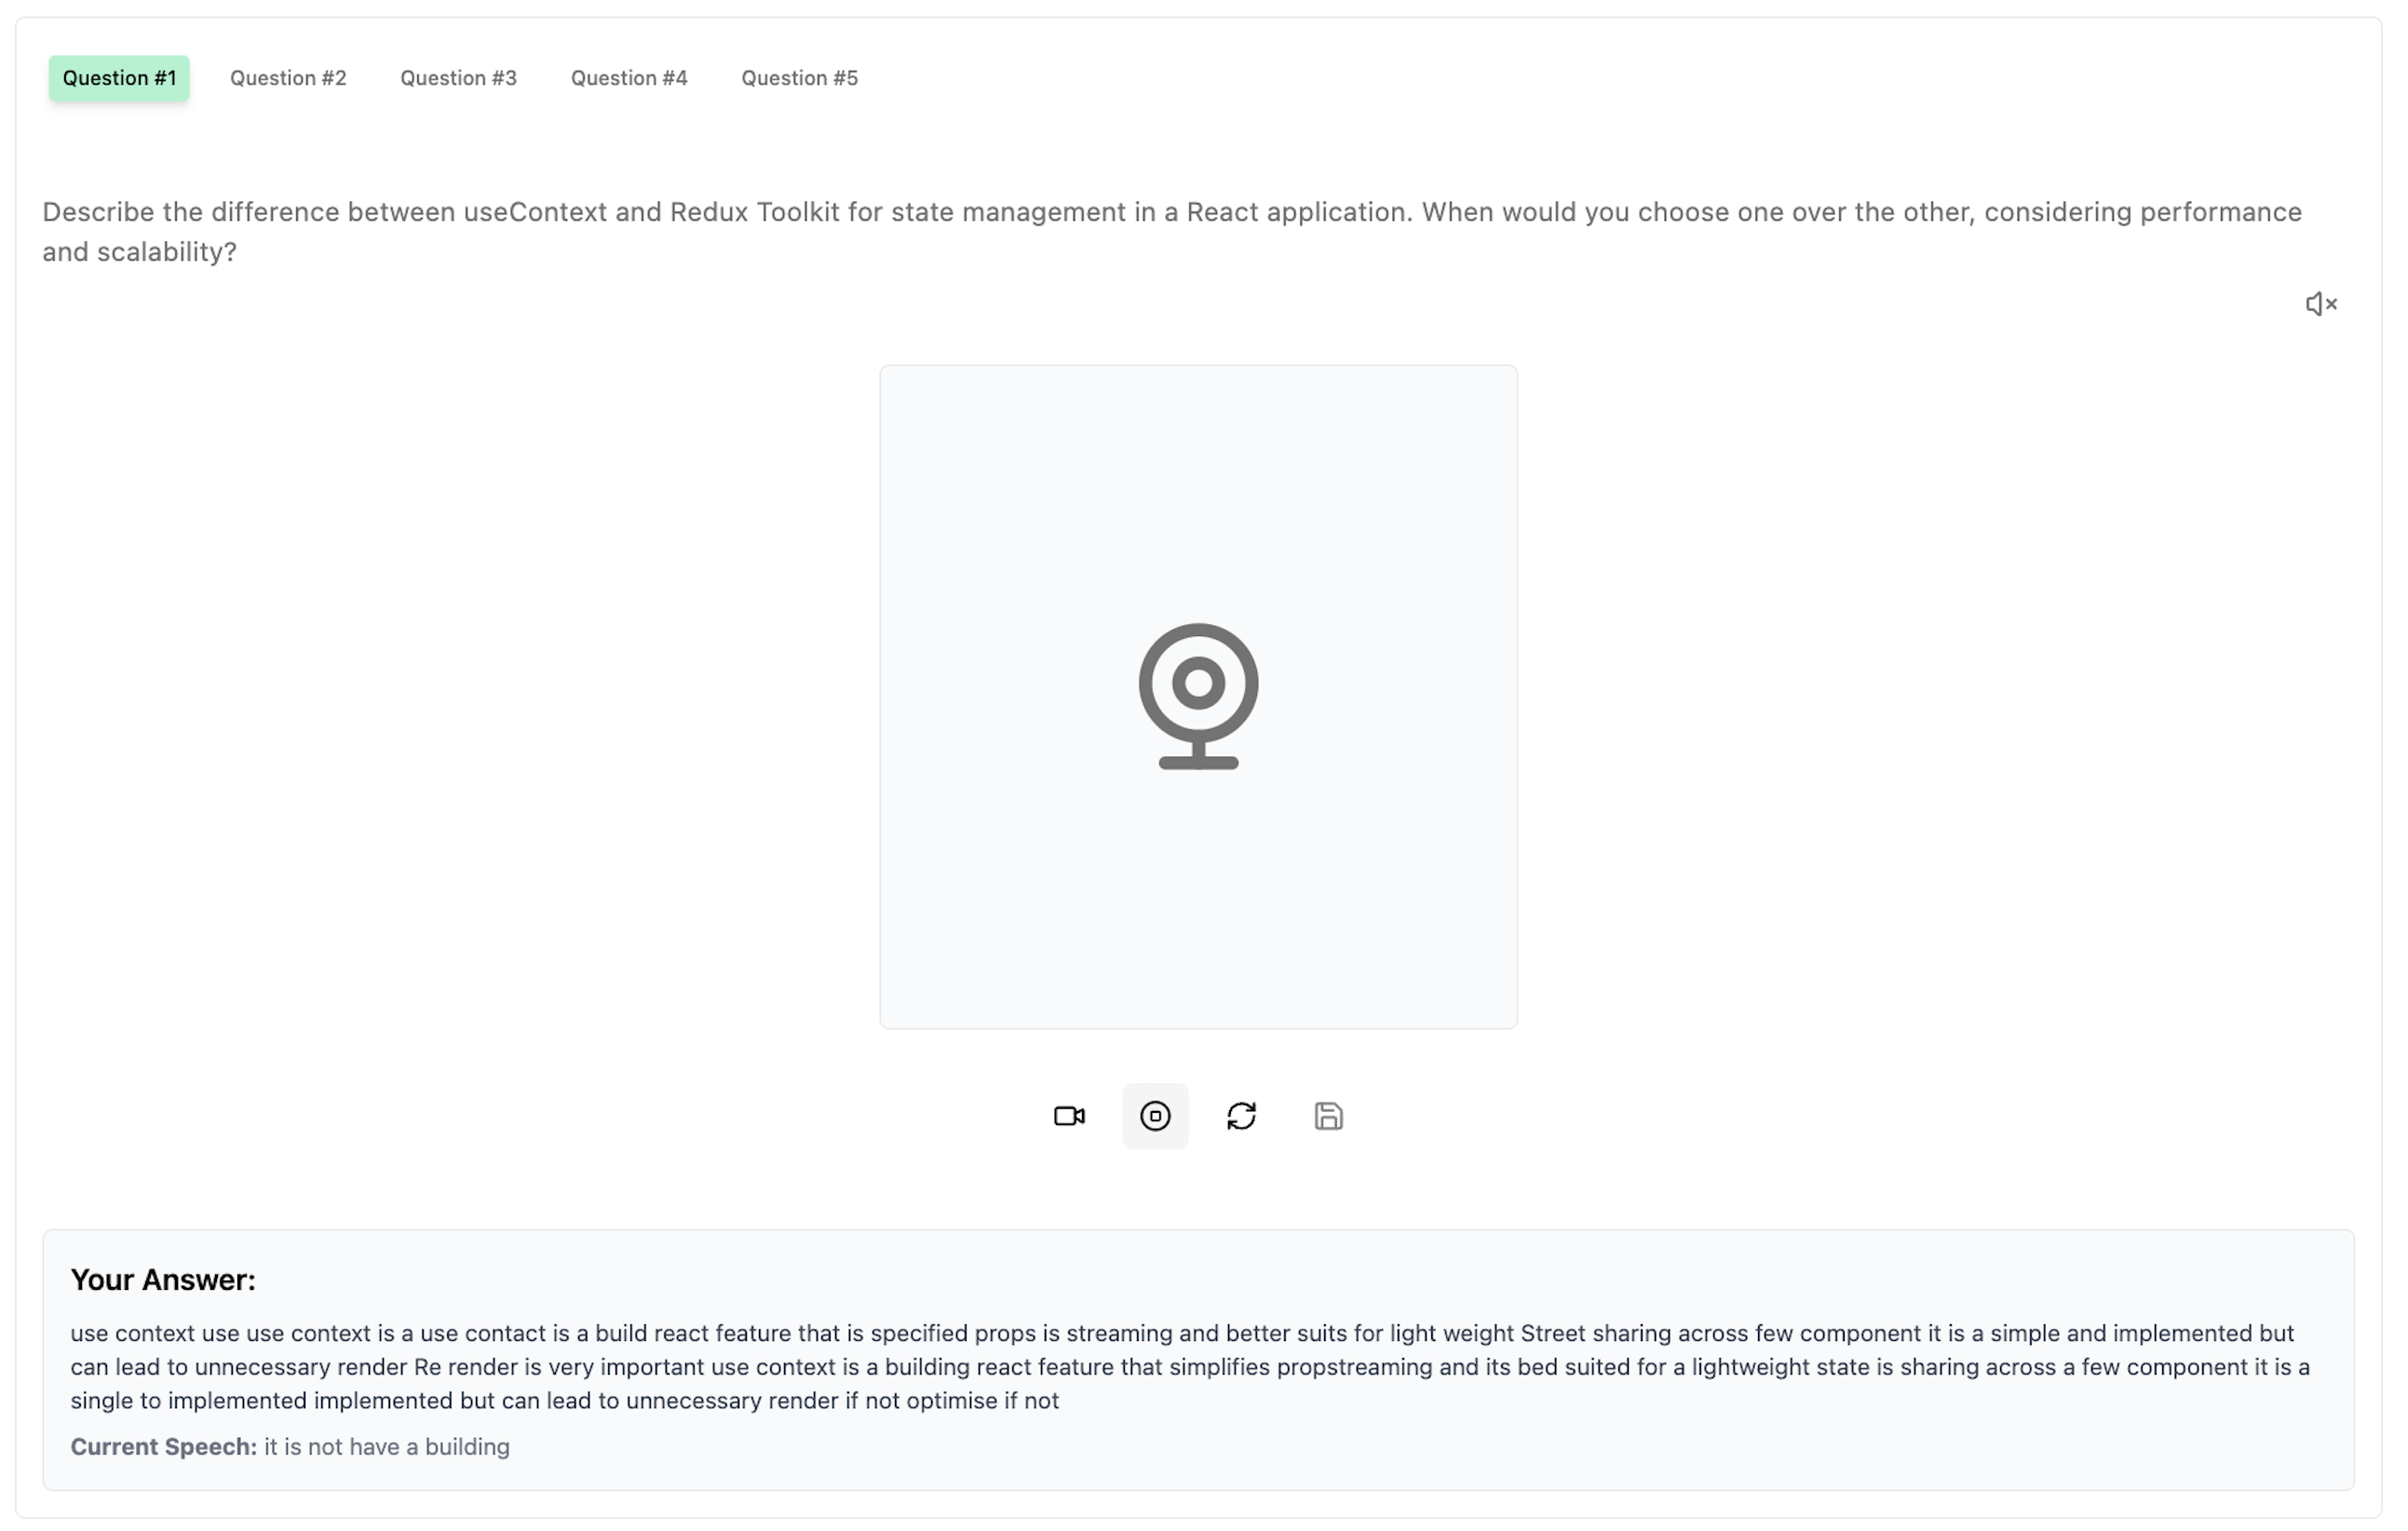 Question #1 Question #2 Question #3 Question #4 Question #5
Describe the difference between useContext and Redux Toolkit for state management in a React application. When would you choose one over the other, considering performance
and scalability?
Your Answer:
use context use use context is a use contact is a build react feature that is specified props is streaming and better suits for light weight Street sharing across few component it is a simple and implemented but
can lead to unnecessary render Re render is very important use context is a building react feature that simplifies propstreaming and its bed suited for a lightweight state is sharing across a few component it is a
single to implemented implemented but can lead to unnecessary render if not optimise if not
Current Speech: it is not have a building